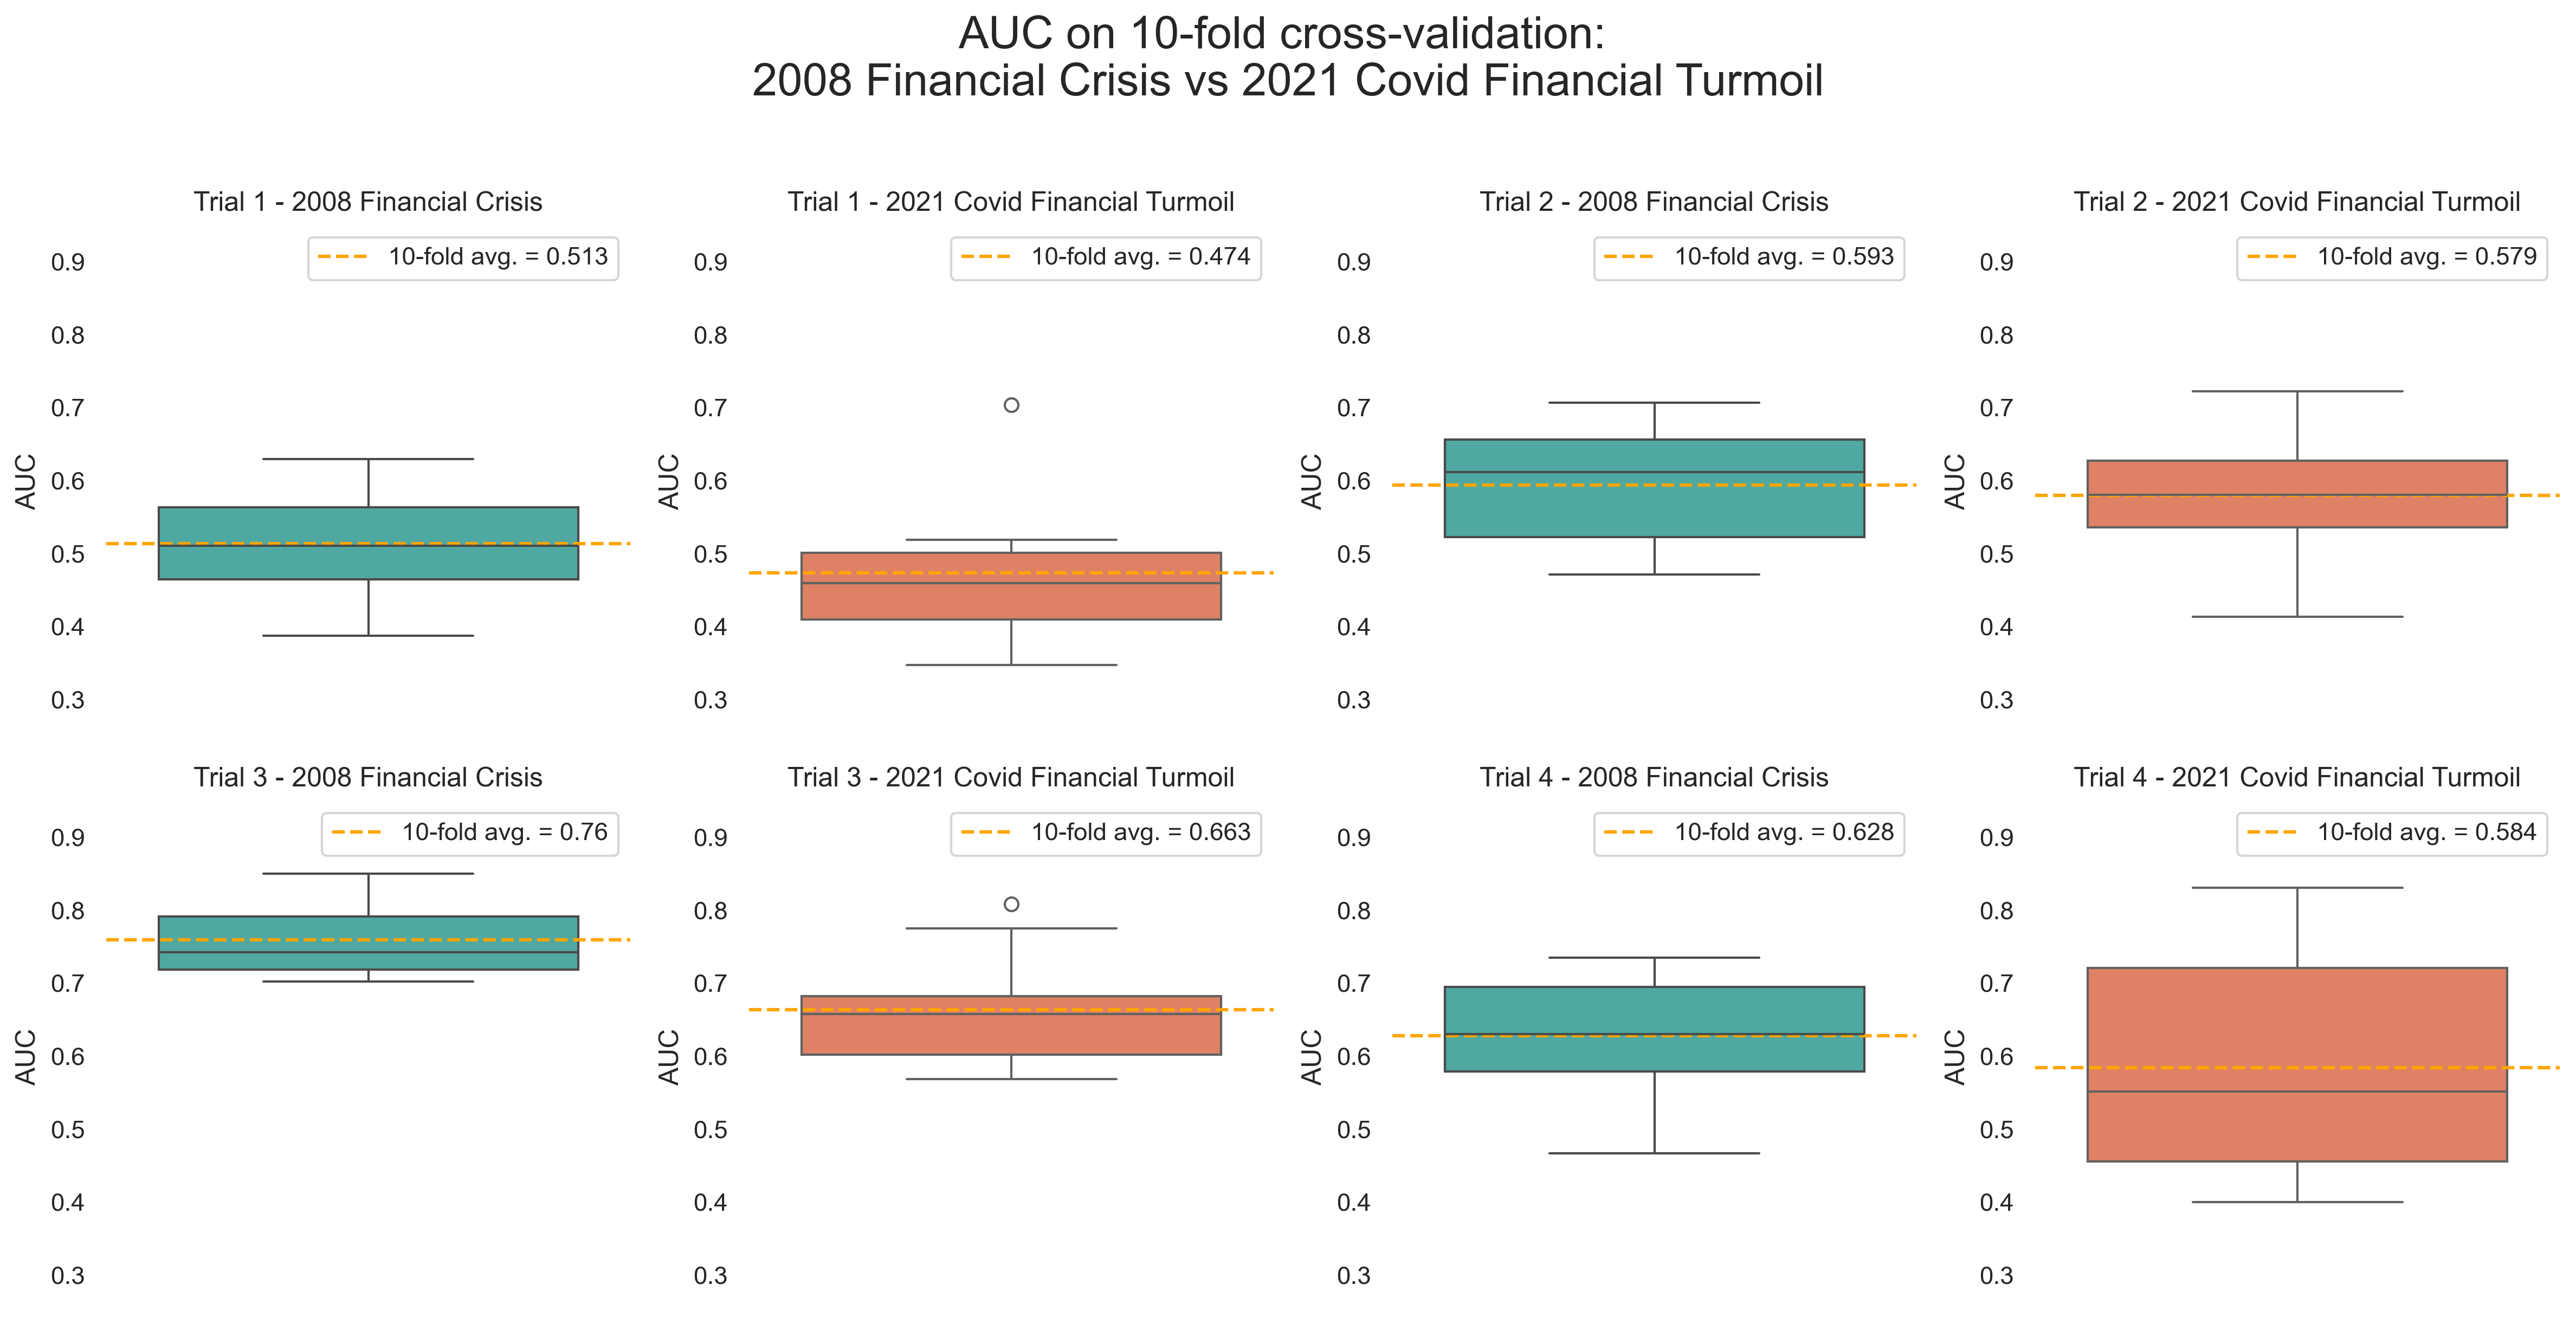 AUC on 10-fold cross-validation:
2008 Financial Crisis vs 2021 Covid Financial Turmoil
Trial 1 - 2008 Financial Crisis
10-fold avg. = 0.513
0.9
0.8
0.7
0.6
0.5
0.4
0.3
AUC
Trial 1 - 2021 Covid Financial Turmoil
10-fold avg. = 0.474
0.9
0.8
0.7
0.6
0.5
0.4
0.3
AUC
Trial 2 - 2008 Financial Crisis
10-fold avg. = 0.593
0.9
0.8
0.7
0.6
0.5
0.4
0.3
AUC
Trial 2 - 2021 Covid Financial Turmoil
10-fold avg. = 0.579
0.9
0.8
0.7
0.6
0.5
0.4
0.3
AUC
Trial 3 - 2008 Financial Crisis
10-fold avg. = 0.76
0.9
0.8
0.7
0.6
0.5
0.4
0.3
AUC
Trial 3 - 2021 Covid Financial Turmoil
10-fold avg. = 0.663
0.9
0.8
0.7
0.6
0.5
0.4
0.3
AUC
Trial 4 - 2008 Financial Crisis
10-fold avg. = 0.628
0.9
0.8
0.7
0.6
0.5
0.4
0.3
AUC
Trial 4 - 2021 Covid Financial Turmoil
10-fold avg. = 0.584
0.9
0.8
0.7
0.6
0.5
0.4
0.3
AUC